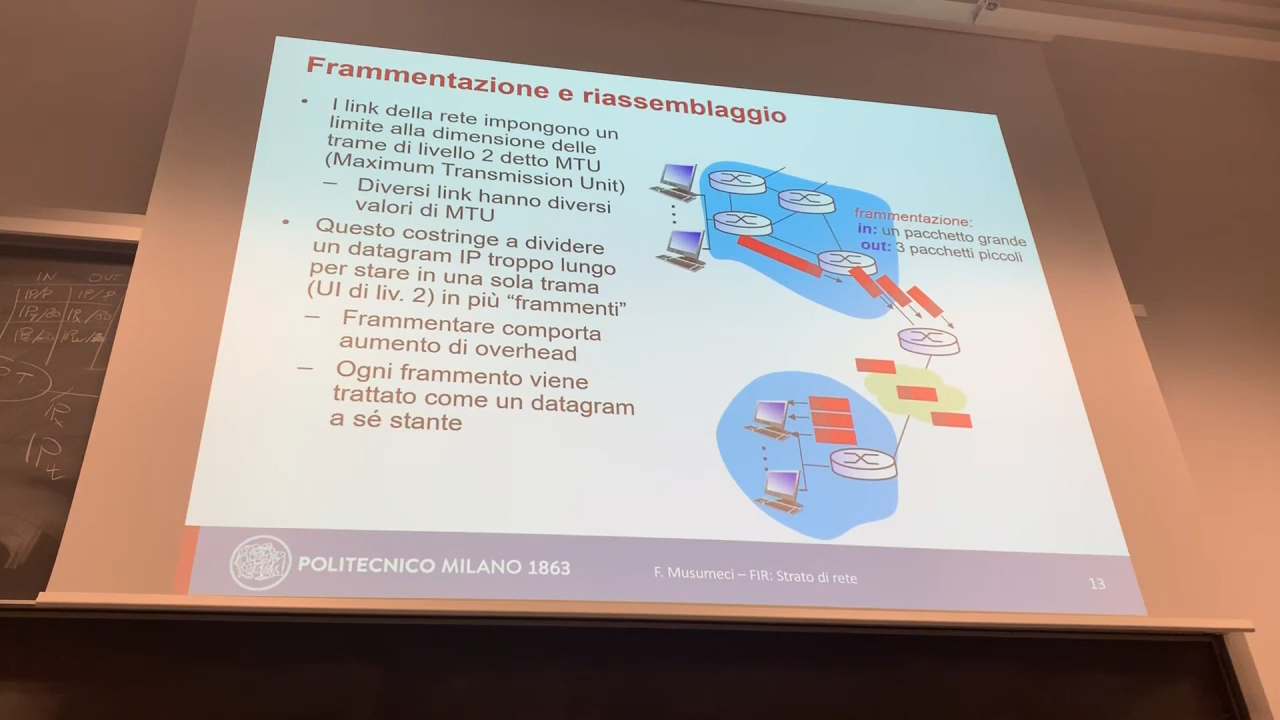 Frammentazione e riassemblaggio
• I link della rete impongono un
limite alla dimensione delle
trame di livello 2 detto MTU
(Maximum Transmission Unit)
– Diversi link hanno diversi
valori di MTU
• Questo costringe a dividere
un datagram IP troppo lungo
per stare in una sola trama
(UI di liv. 2) in più “frammenti”
– Frammentare comporta
aumento di overhead
– Ogni frammento viene
trattato come un datagram
a sé stante
frammentazione:
in: un pacchetto grande
out: 3 pacchetti piccoli
POLITECNICO MILANO 1863
F. Musumeci – FIR: Strato di rete
13
IN OUT
IP/P IP/P